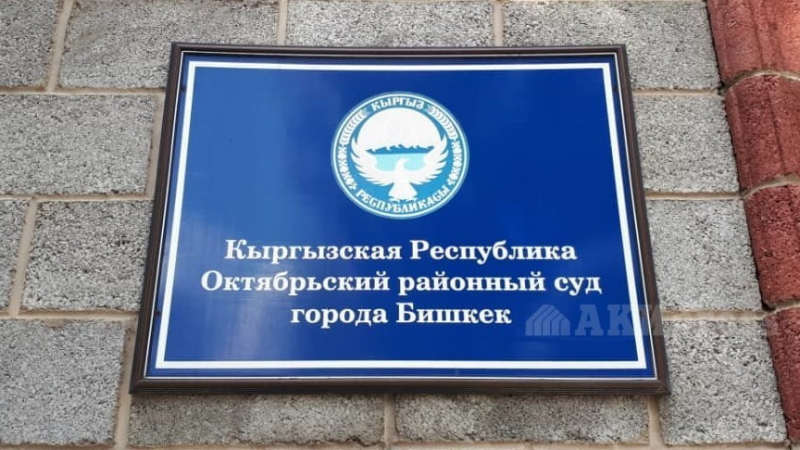 КЫРГЫЗ
РЕСПУБЛИКАСЫ
Кыргызская Республика
Октябрьский районный суд
города Бишкек